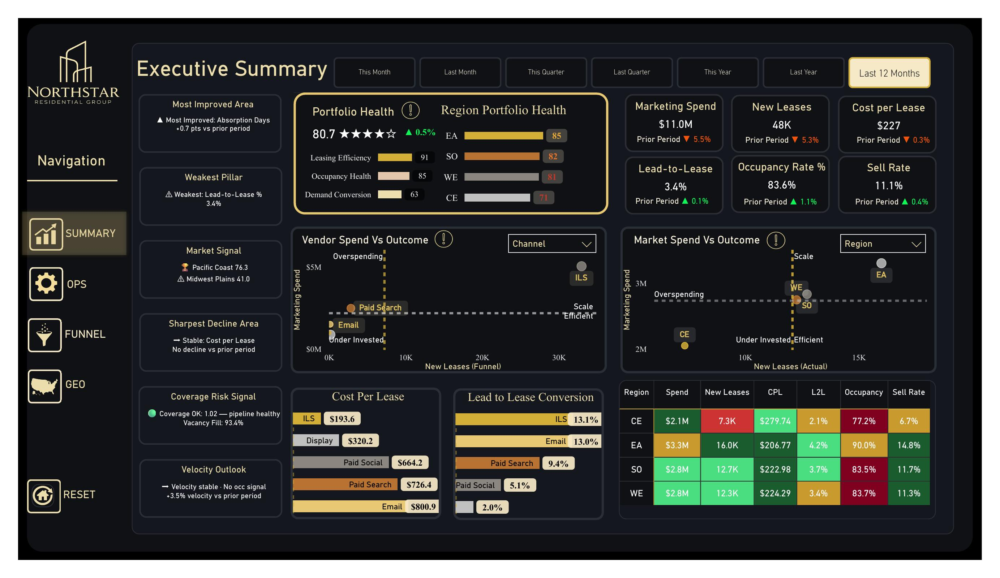 NORTHSTAR
RESIDENTIAL GROUP
Navigation
SUMMARY
OPS
FUNNEL
GEO
RESET
Executive Summary
This Month
Last Month
This Quarter
Last Quarter
This Year
Last Year
Last 12 Months
Most Improved Area
▲ Most Improved: Absorption Days
+0.7 pts vs prior period
Weakest Pillar
⚠ Weakest: Lead-to-Lease %
3.4%
Market Signal
🏆 Pacific Coast 76.3
⚠ Midwest Plains 41.0
Sharpest Decline Area
→ Stable: Cost per Lease
No decline vs prior period
Coverage Risk Signal
Coverage OK: 1.02 — pipeline healthy
Vacancy Fill: 93.4%
Velocity Outlook
→ Velocity stable · No occ signal
+3.5% velocity vs prior period
Portfolio Health
80.7 ★★★★☆ ▲ 0.5%
Leasing Efficiency 91
Occupancy Health 85
Demand Conversion 63
Region Portfolio Health
EA 85
SO 82
WE 81
CE 71
Marketing Spend
$11.0M
Prior Period ▼ 5.5%
New Leases
48K
Prior Period ▼ 5.3%
Cost per Lease
$227
Prior Period ▼ 0.3%
Lead-to-Lease
3.4%
Prior Period ▲ 0.1%
Occupancy Rate %
83.6%
Prior Period ▲ 1.1%
Sell Rate
11.1%
Prior Period ▲ 0.4%
Vendor Spend Vs Outcome
Channel
Overspending
Marketing Spend
$5M
$0M
ILS
Paid Search
Scale
Efficient
Email
Under Invested
0K 10K 20K 30K
New Leases (Funnel)
Market Spend Vs Outcome
Region
Scale
Marketing Spend
3M
2M
EA
WE
Overspending
SO
CE
Under Invested
Efficient
10K 15K
New Leases (Actual)
Cost Per Lease
ILS $193.6
Display $320.2
Paid Social $664.2
Paid Search $726.4
Email $800.9
Lead to Lease Conversion
ILS 13.1%
Email 13.0%
Paid Search 9.4%
Paid Social 5.1%
2.0%
Region Spend New Leases CPL L2L Occupancy Sell Rate
CE $2.1M 7.3K $279.74 2.1% 77.2% 6.7%
EA $3.3M 16.0K $206.77 4.2% 90.0% 14.8%
SO $2.8M 12.7K $222.98 3.7% 83.5% 11.7%
WE $2.8M 12.3K $224.29 3.4% 83.7% 11.3%